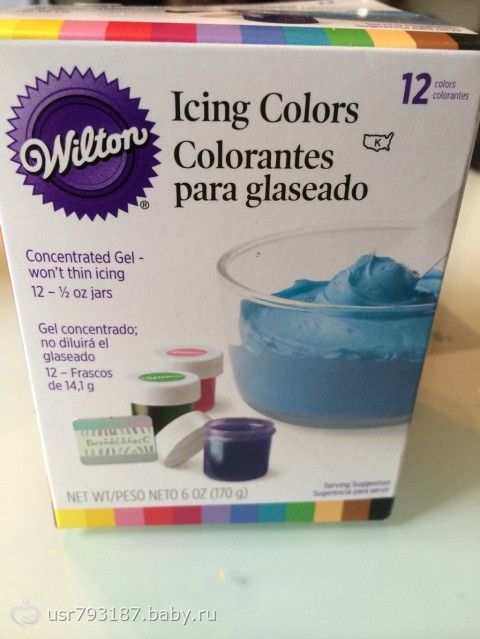 Wilton
®
Icing Colors
Colorantes
para glaseado
12 colors
colorantes
K
Concentrated Gel -
won't thin icing
12 – ½ oz jars
Gel concentrado;
no diluirá el
glaseado
12 – Frascos
de 14,1 g
NET WT/PESO NETO 6 OZ (170 g)
Serving Suggestion
Sugerencia para servir
usr793187.baby.ru